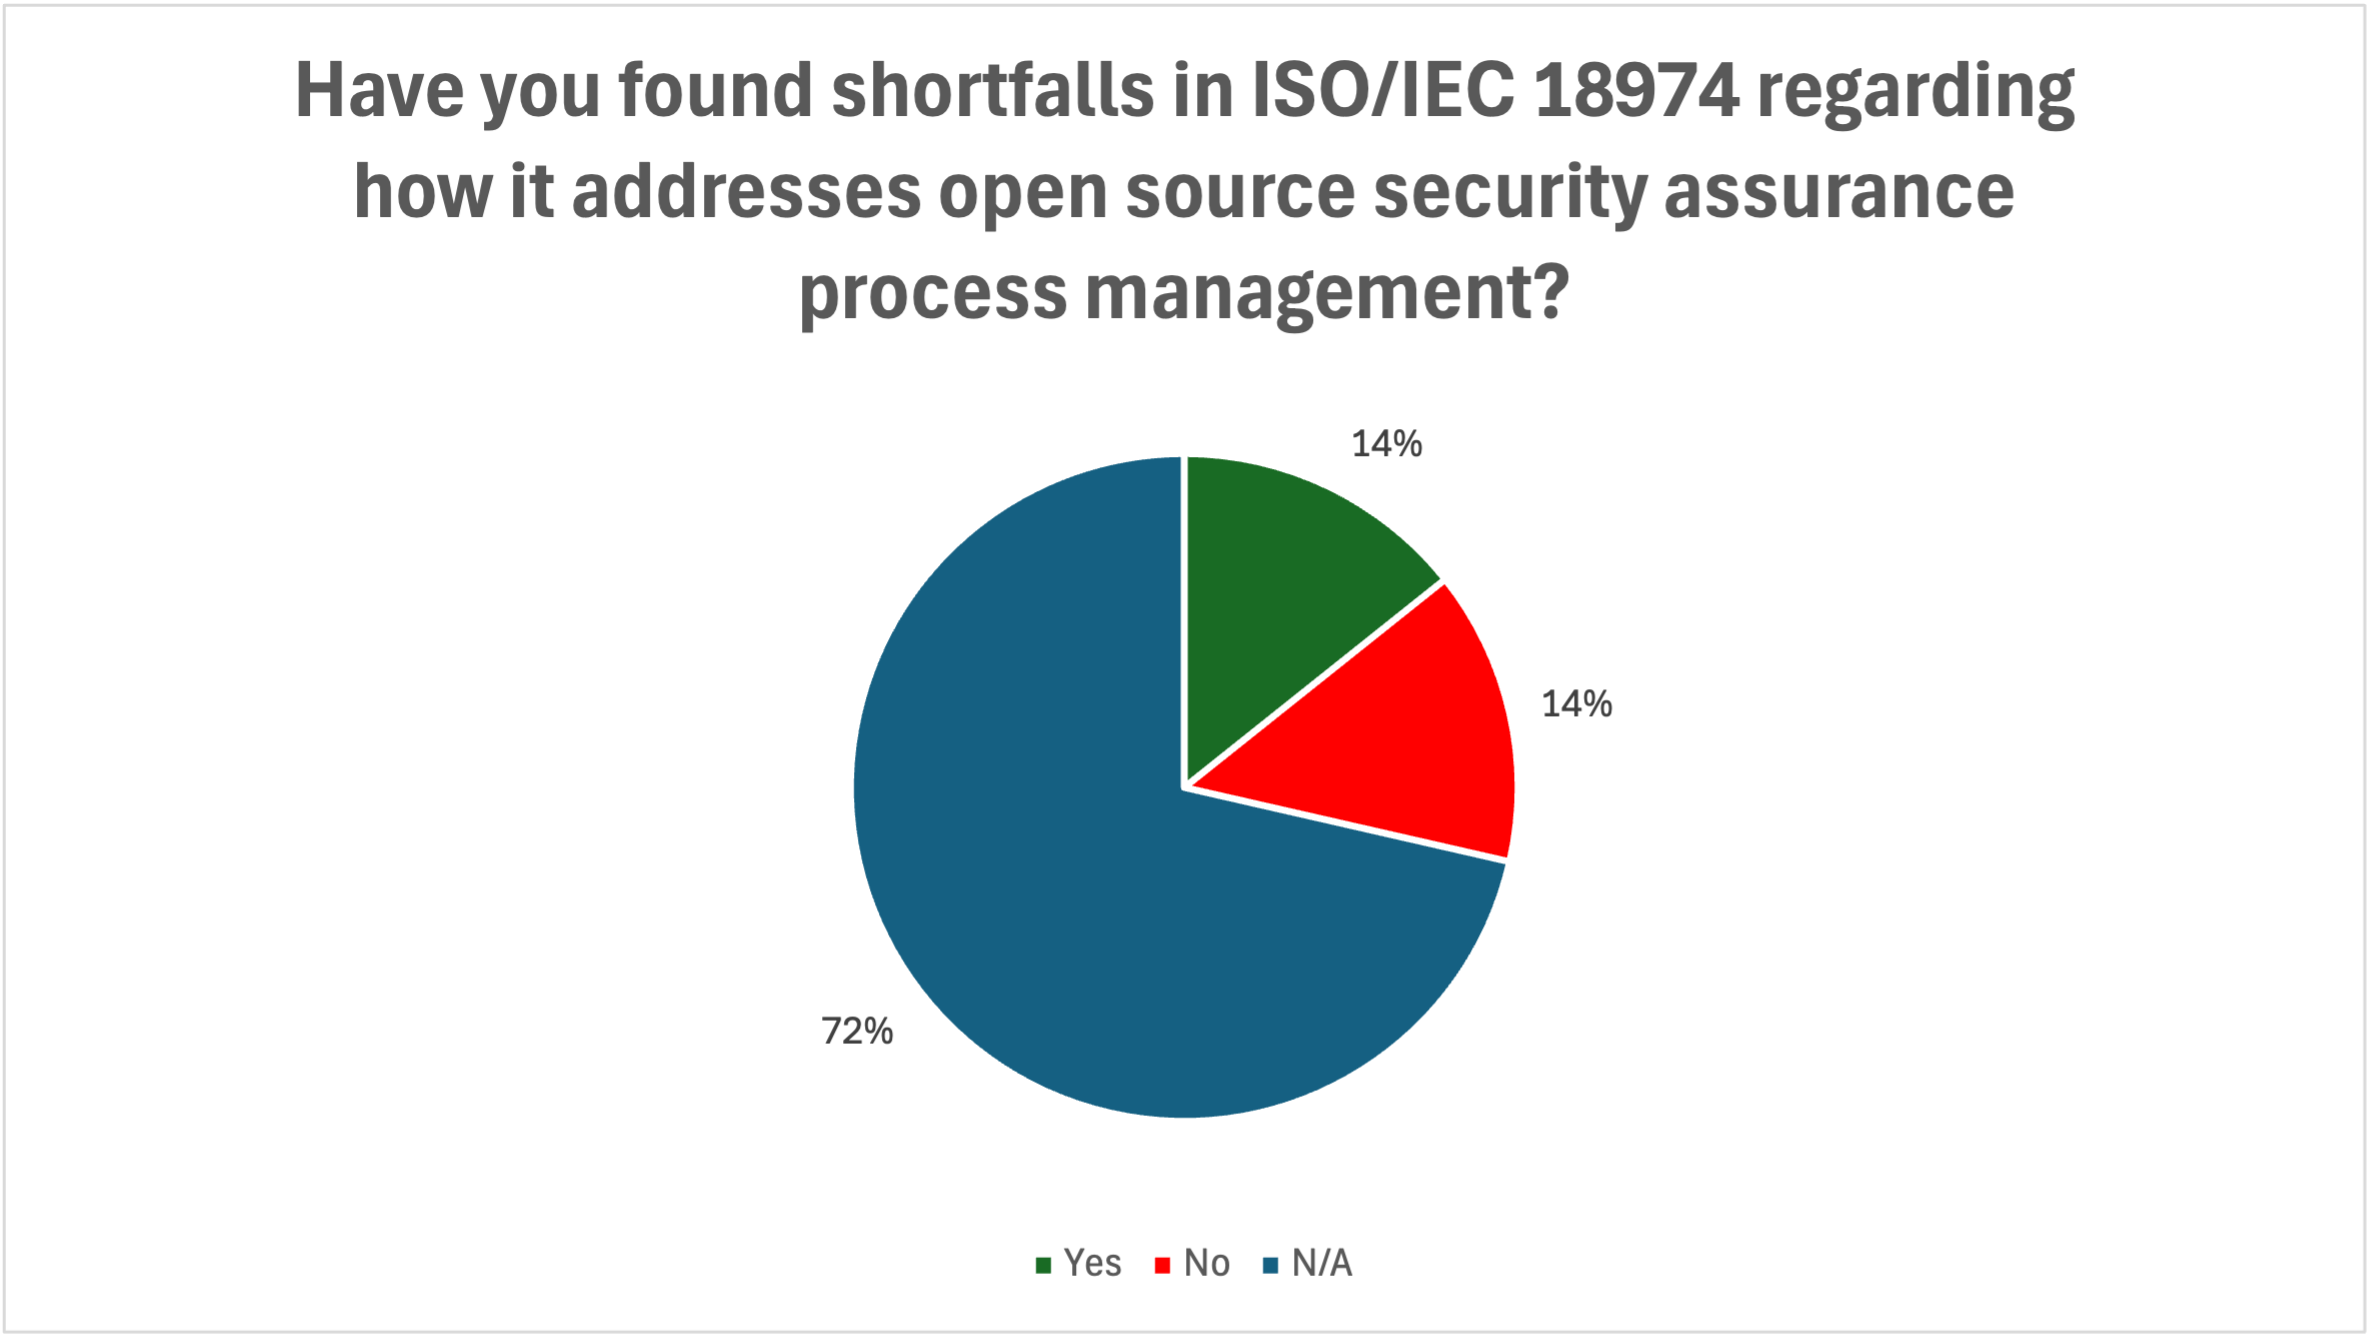 Have you found shortfalls in ISO/IEC 18974 regarding
how it addresses open source security assurance
process management?
14%
14%
72%
Yes No N/A